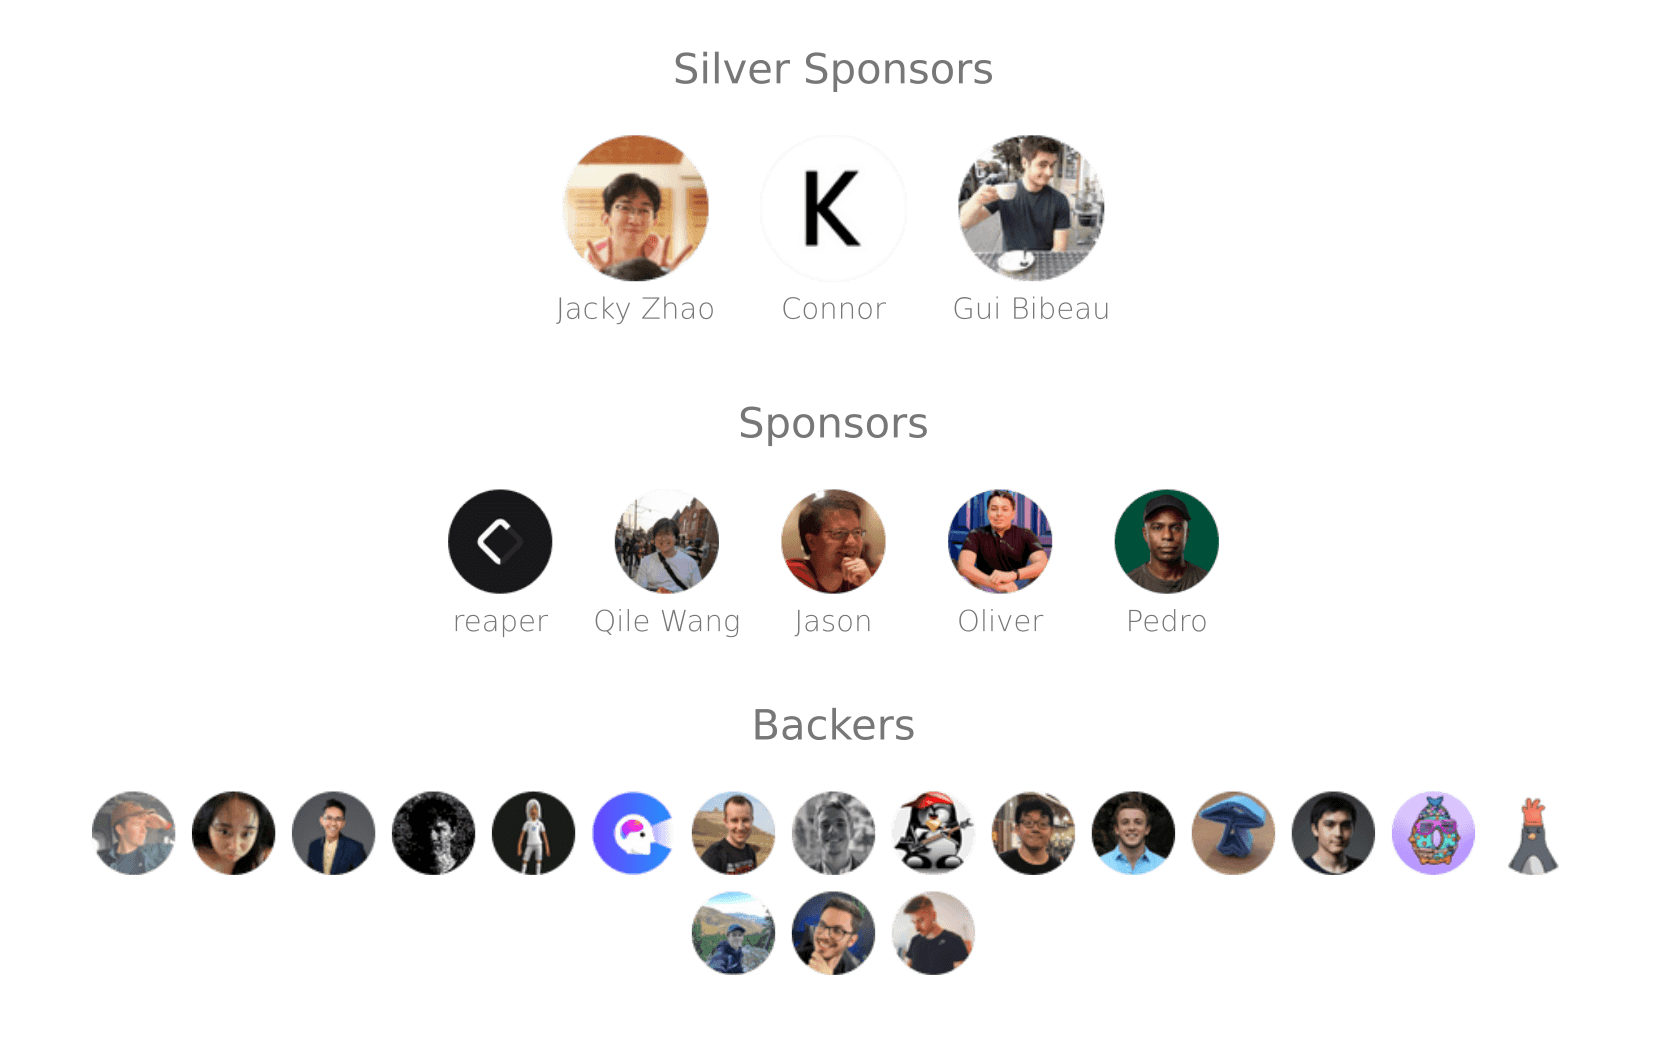 Silver Sponsors
K
Jacky Zhao Connor Gui Bibeau
Sponsors
reaper Qile Wang Jason Oliver Pedro
Backers